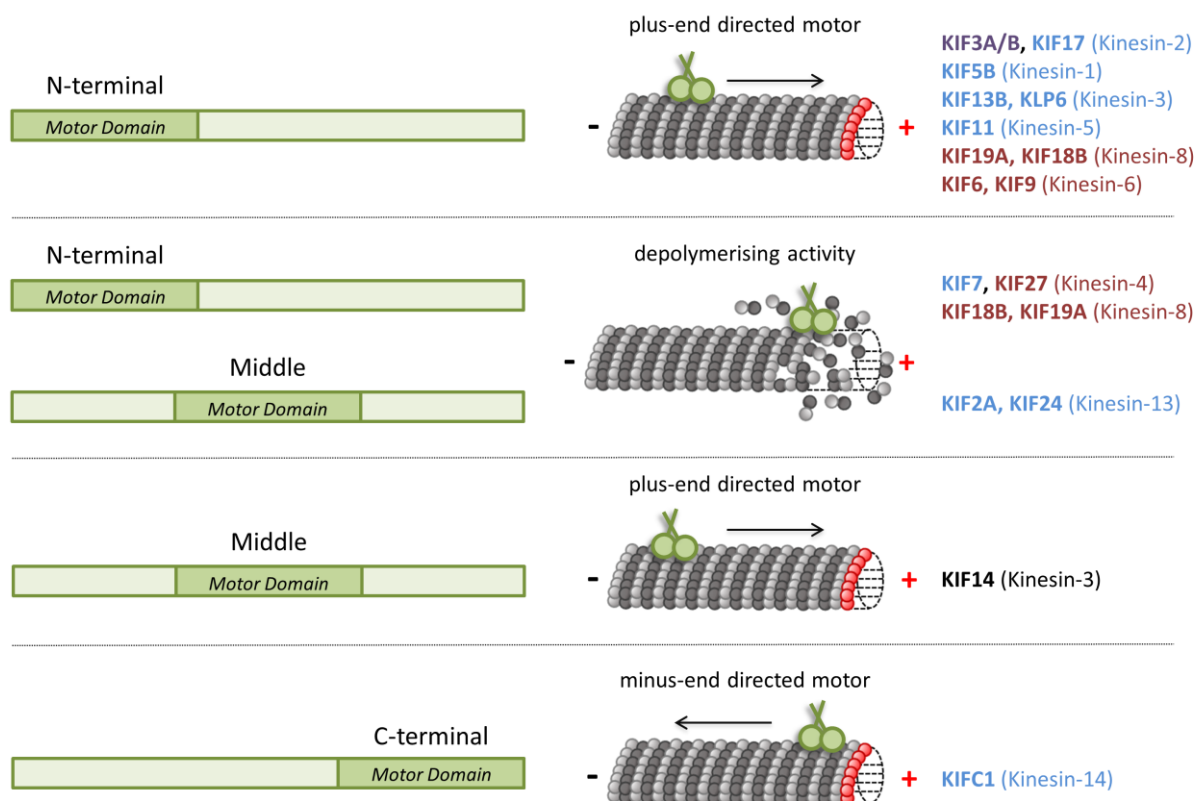 plus-end directed motor
N-terminal
Motor Domain
-
+
KIF3A/B, KIF17 (Kinesin-2)
KIF5B (Kinesin-1)
KIF13B, KLP6 (Kinesin-3)
KIF11 (Kinesin-5)
KIF19A, KIF18B (Kinesin-8)
KIF6, KIF9 (Kinesin-6)
N-terminal
Motor Domain
Middle
Motor Domain
depolymerising activity
-
+
KIF7, KIF27 (Kinesin-4)
KIF18B, KIF19A (Kinesin-8)
KIF2A, KIF24 (Kinesin-13)
Middle
Motor Domain
plus-end directed motor
-
+
KIF14 (Kinesin-3)
C-terminal
Motor Domain
minus-end directed motor
-
+
KIFC1 (Kinesin-14)